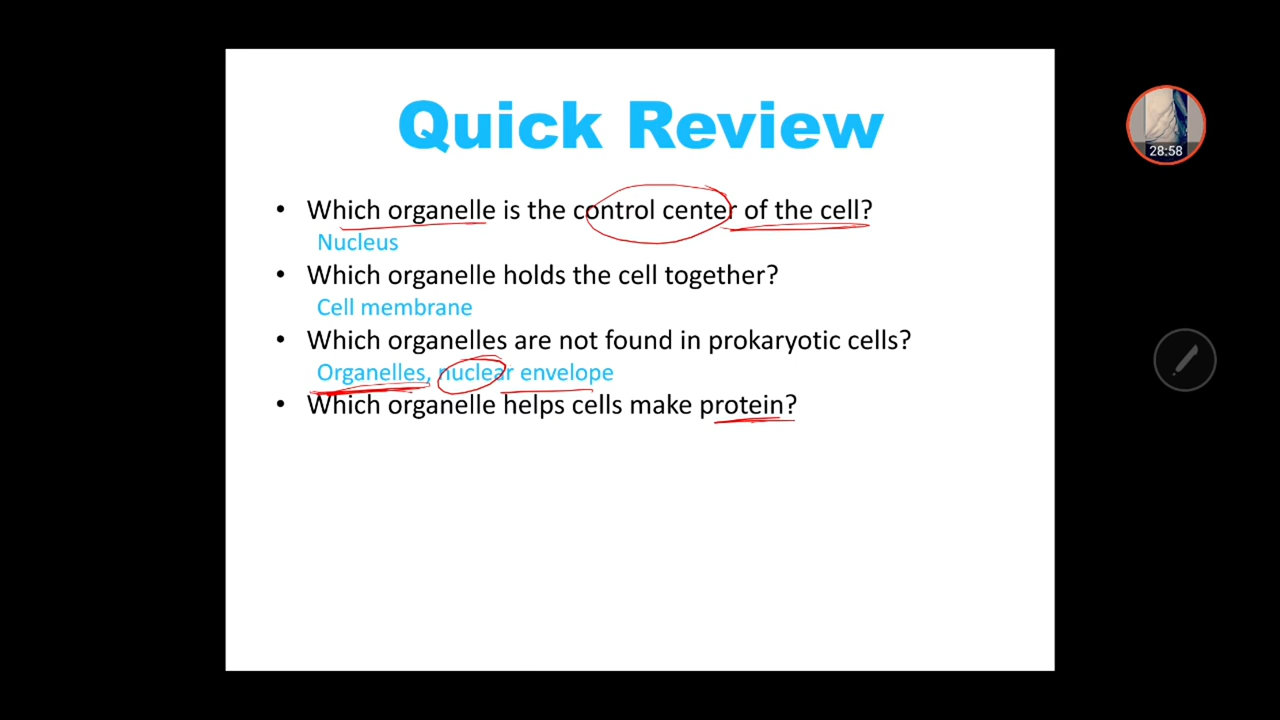 Quick Review
• Which organelle is the control center of the cell?
Nucleus
• Which organelle holds the cell together?
Cell membrane
• Which organelles are not found in prokaryotic cells?
Organelles, nuclear envelope
• Which organelle helps cells make protein?
28:58